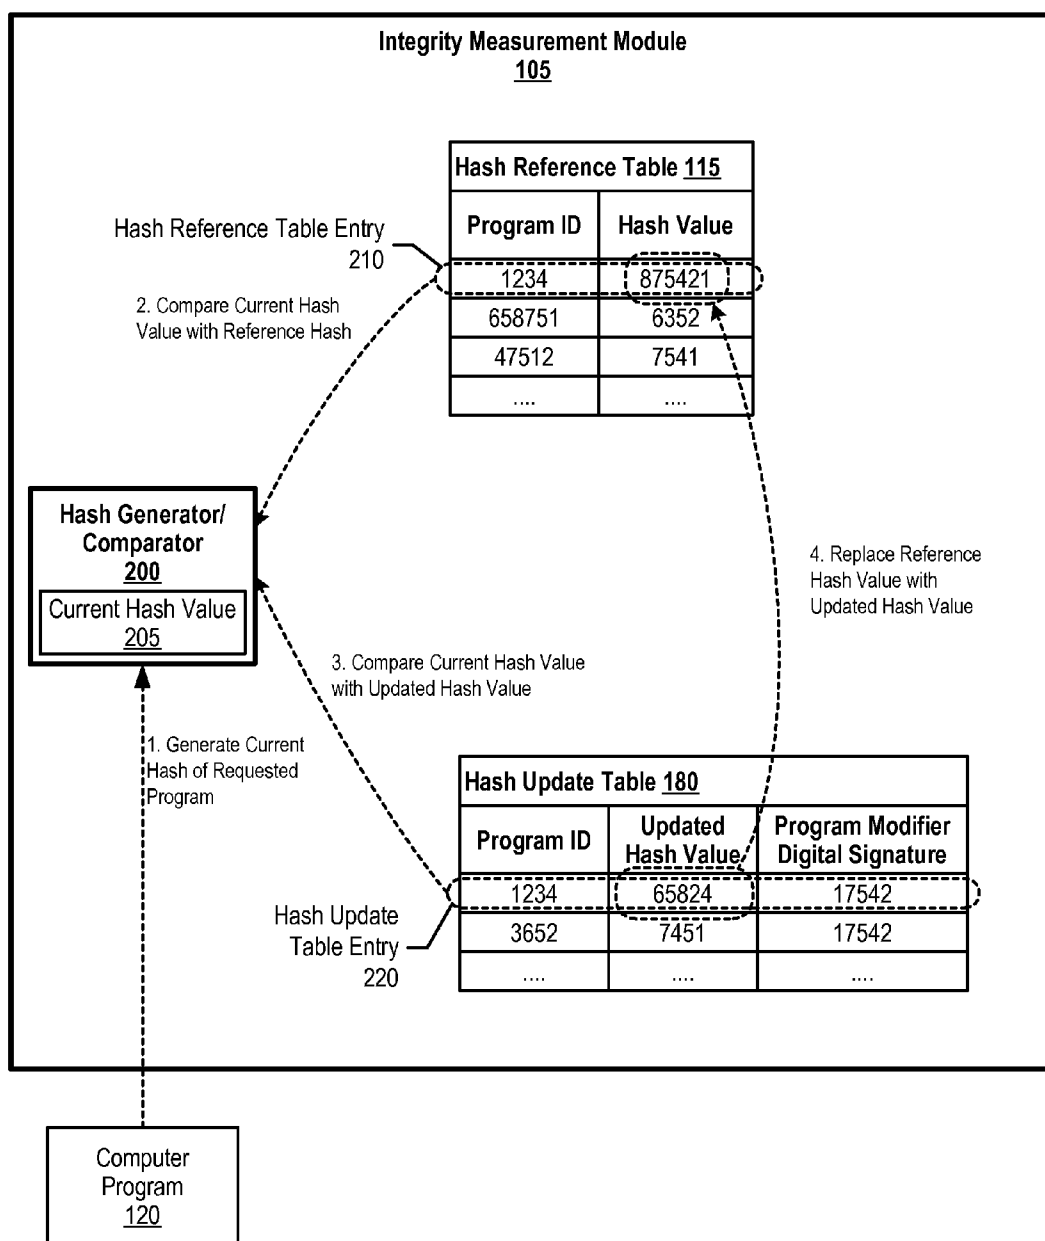 Integrity Measurement Module
105
Hash Reference Table 115
Program ID Hash Value
Hash Reference Table Entry
210
1234 875421
658751 6352
47512 7541
.... ....
2. Compare Current Hash
Value with Reference Hash
Hash Generator/
Comparator
200
Current Hash Value
205
4. Replace Reference
Hash Value with
Updated Hash Value
3. Compare Current Hash Value
with Updated Hash Value
1. Generate Current
Hash of Requested
Program
Hash Update Table 180
Program ID Updated Hash Value Program Modifier Digital Signature
1234 65824 17542
3652 7451 17542
.... .... ....
Hash Update
Table Entry
220
Computer
Program
120